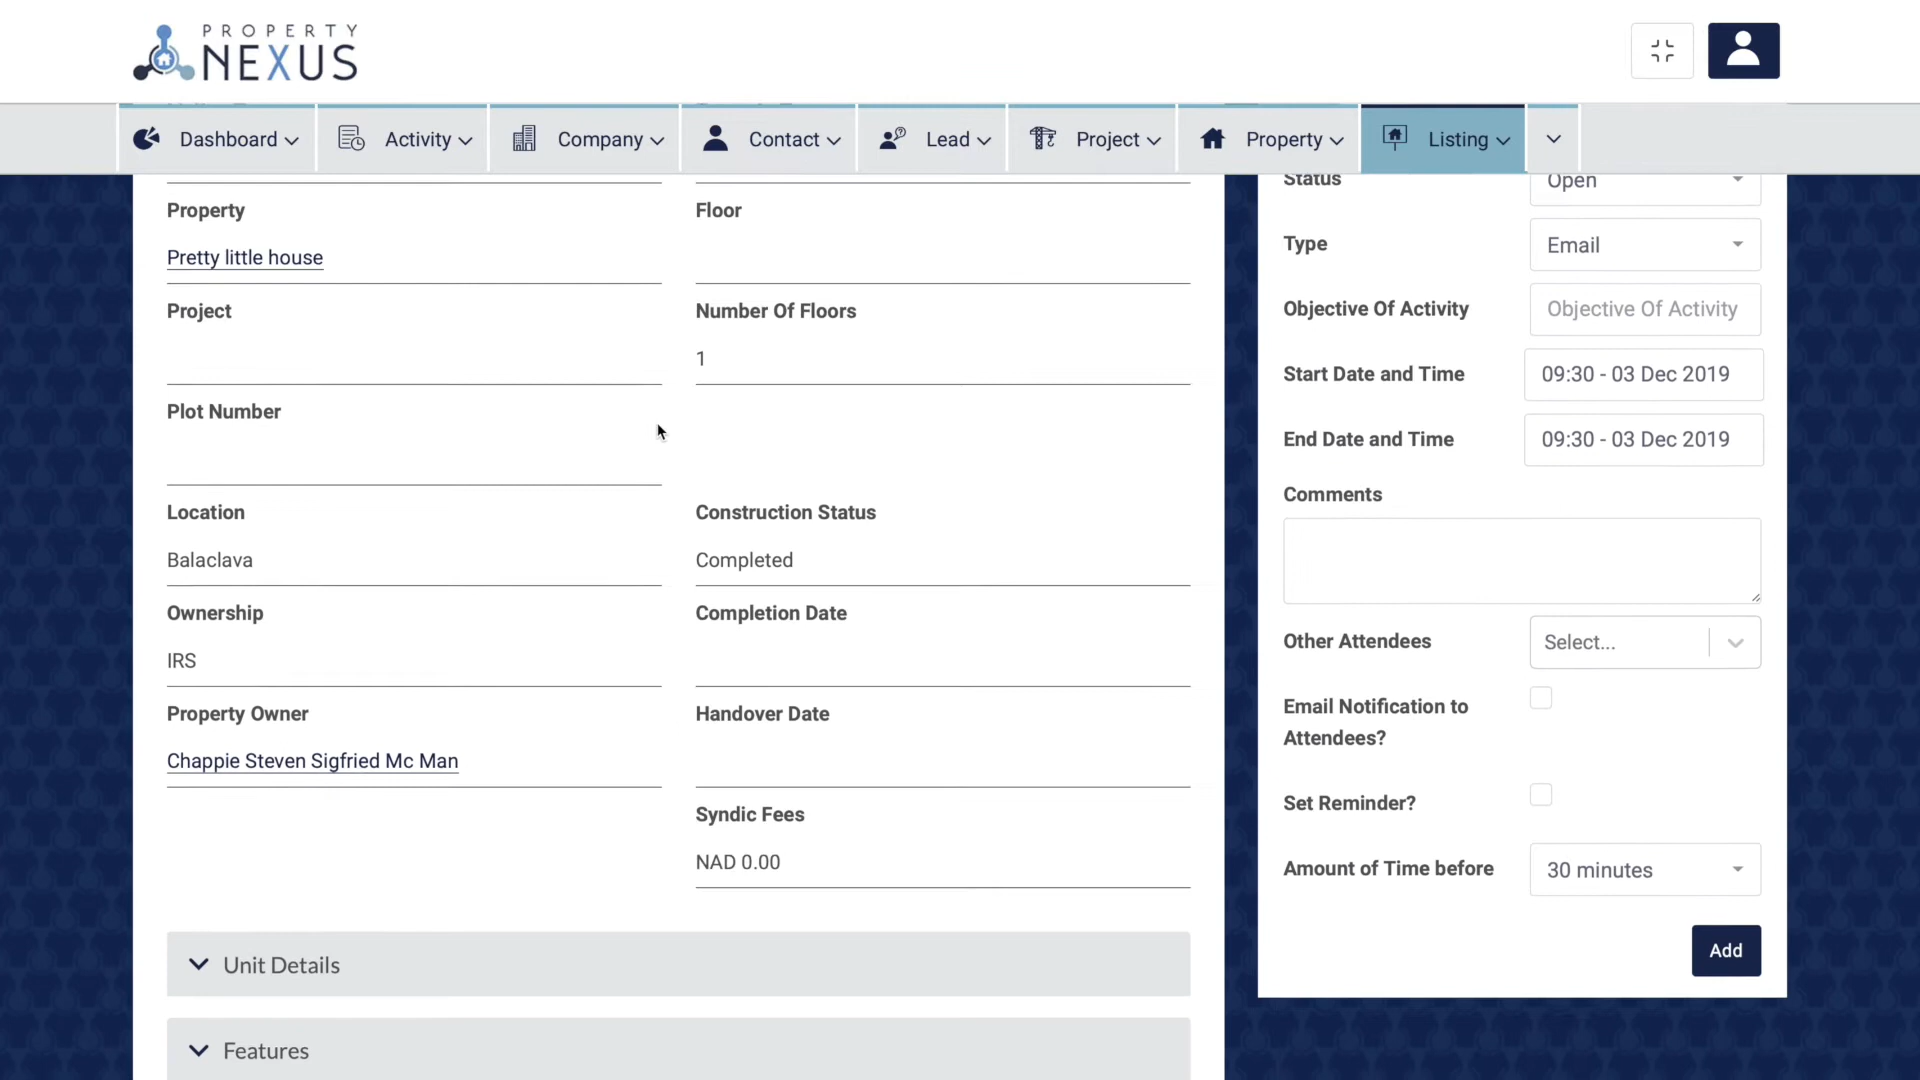 PROPERTY
NEXUS
Dashboard
Activity
Company
Contact
Lead
Project
Property
Listing
Property
Floor
Pretty little house
Project
Number Of Floors
1
Plot Number
Location
Construction Status
Balaclava
Completed
Ownership
Completion Date
IRS
Property Owner
Handover Date
Chappie Steven Sigfried Mc Man
Syndic Fees
NAD 0.00
Unit Details
Features
Status
Open
Type
Email
Objective Of Activity
Objective Of Activity
Start Date and Time
09:30 - 03 Dec 2019
End Date and Time
09:30 - 03 Dec 2019
Comments
Other Attendees
Select...
Email Notification to
Attendees?
Set Reminder?
Amount of Time before
30 minutes
Add